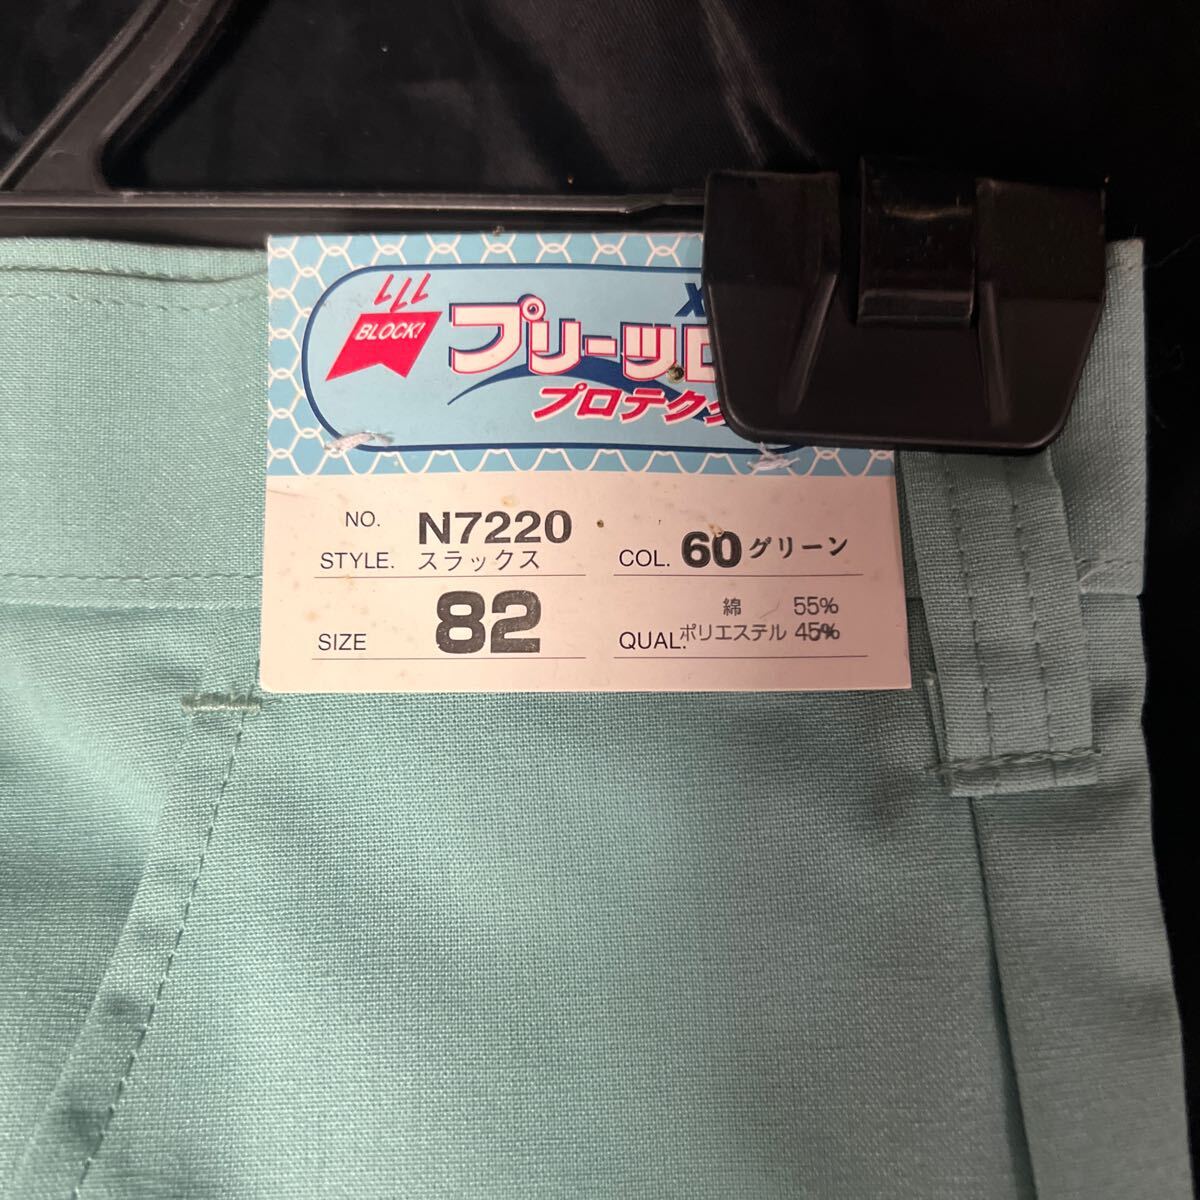 BLOCK!
プリーツロ
プロテクタ
NO. N7220
STYLE. スラックス
COL. 60 グリーン
SIZE 82
綿 55%
QUAL. ポリエステル 45%